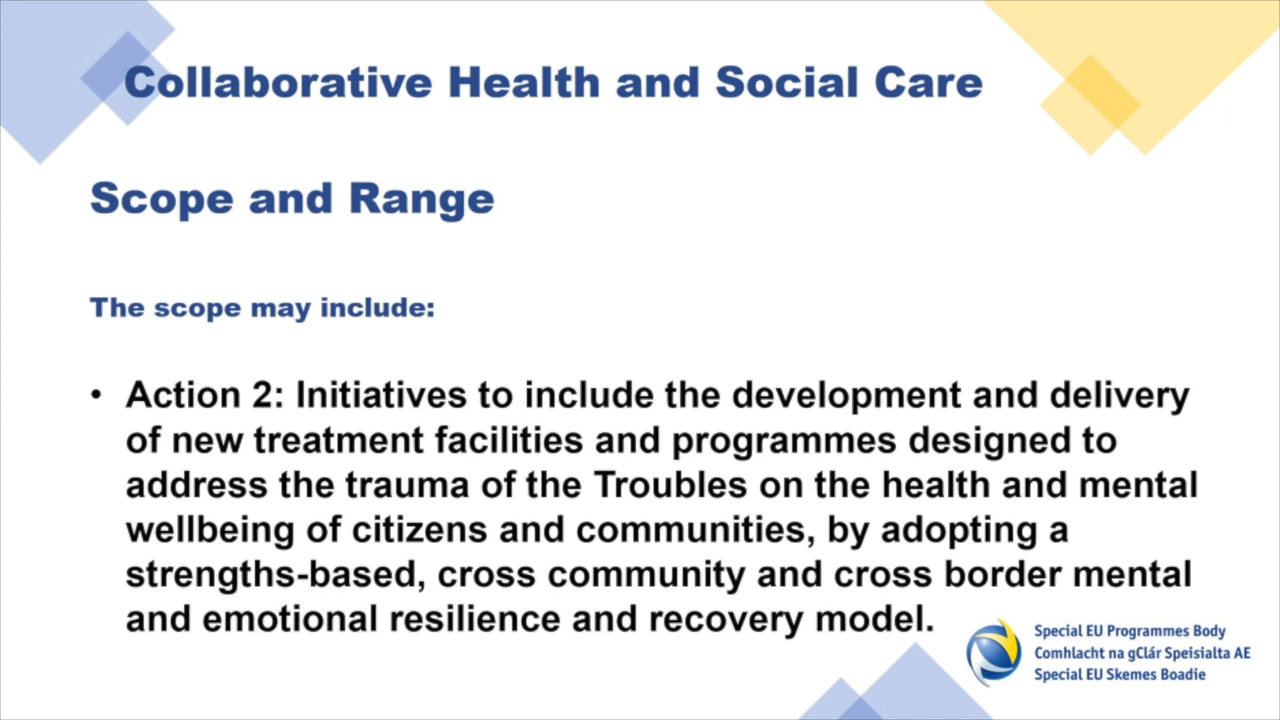 Collaborative Health and Social Care
Scope and Range
The scope may include:
• Action 2: Initiatives to include the development and delivery
of new treatment facilities and programmes designed to
address the trauma of the Troubles on the health and mental
wellbeing of citizens and communities, by adopting a
strengths-based, cross community and cross border mental
and emotional resilience and recovery model.
Special EU Programmes Body
Comhlacht na gClár Speisialta AE
Special EU Skemes Boadie